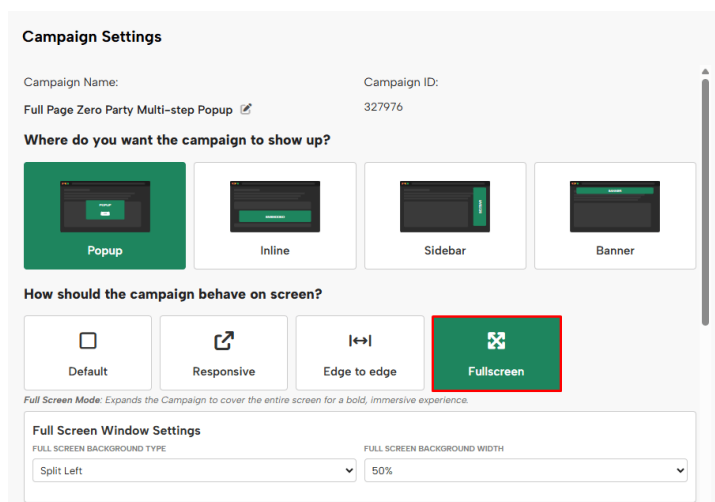 Campaign Settings
Campaign Name:
Campaign ID:
Full Page Zero Party Multi-step Popup
327976
Where do you want the campaign to show up?
POPUP
BANNER
Popup
Inline
Sidebar
Banner
How should the campaign behave on screen?
Default
Responsive
Edge to edge
Fullscreen
Full Screen Mode: Expands the Campaign to cover the entire screen for a bold, immersive experience.
Full Screen Window Settings
FULL SCREEN BACKGROUND TYPE
FULL SCREEN BACKGROUND WIDTH
Split Left
50%